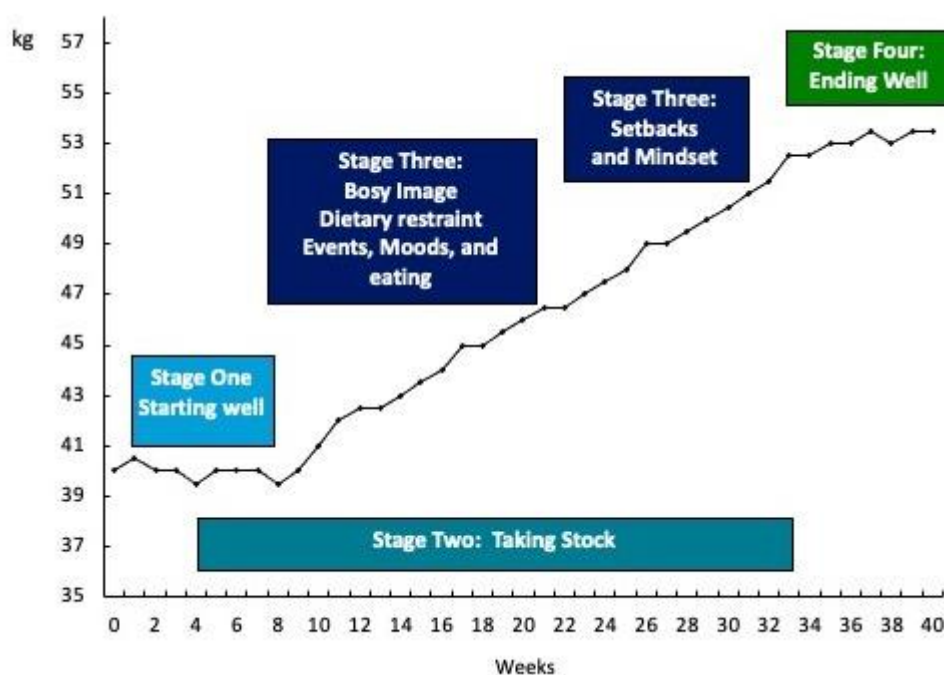 kg
57
55
53
51
49
47
45
43
41
39
37
35
Stage One
Starting well
Stage Three:
Bosy Image
Dietary restraint
Events, Moods, and
eating
Stage Three:
Setbacks
and Mindset
Stage Four:
Ending Well
Stage Two: Taking Stock
0 2 4 6 8 10 12 14 16 18 20 22 24 26 28 30 32 34 36 38 40
Weeks